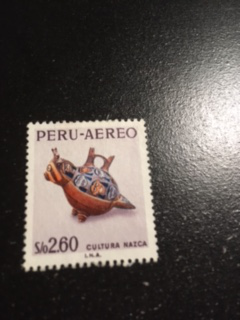 PERU-AEREO
S/o2.60
CULTURA NAZCA
I.N.A.